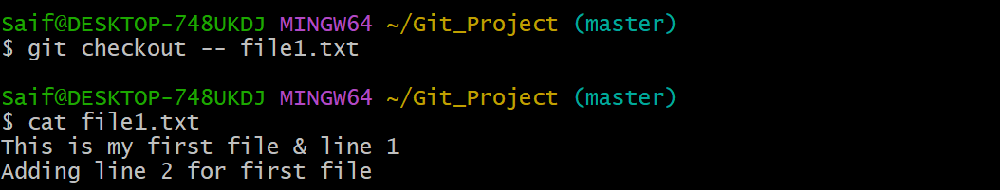 Saif@DESKTOP-748UKDJ MINGW64 ~/Git_Project (master)
$ git checkout -- file1.txt
Saif@DESKTOP-748UKDJ MINGW64 ~/Git_Project (master)
$ cat file1.txt
This is my first file & line 1
Adding line 2 for first file